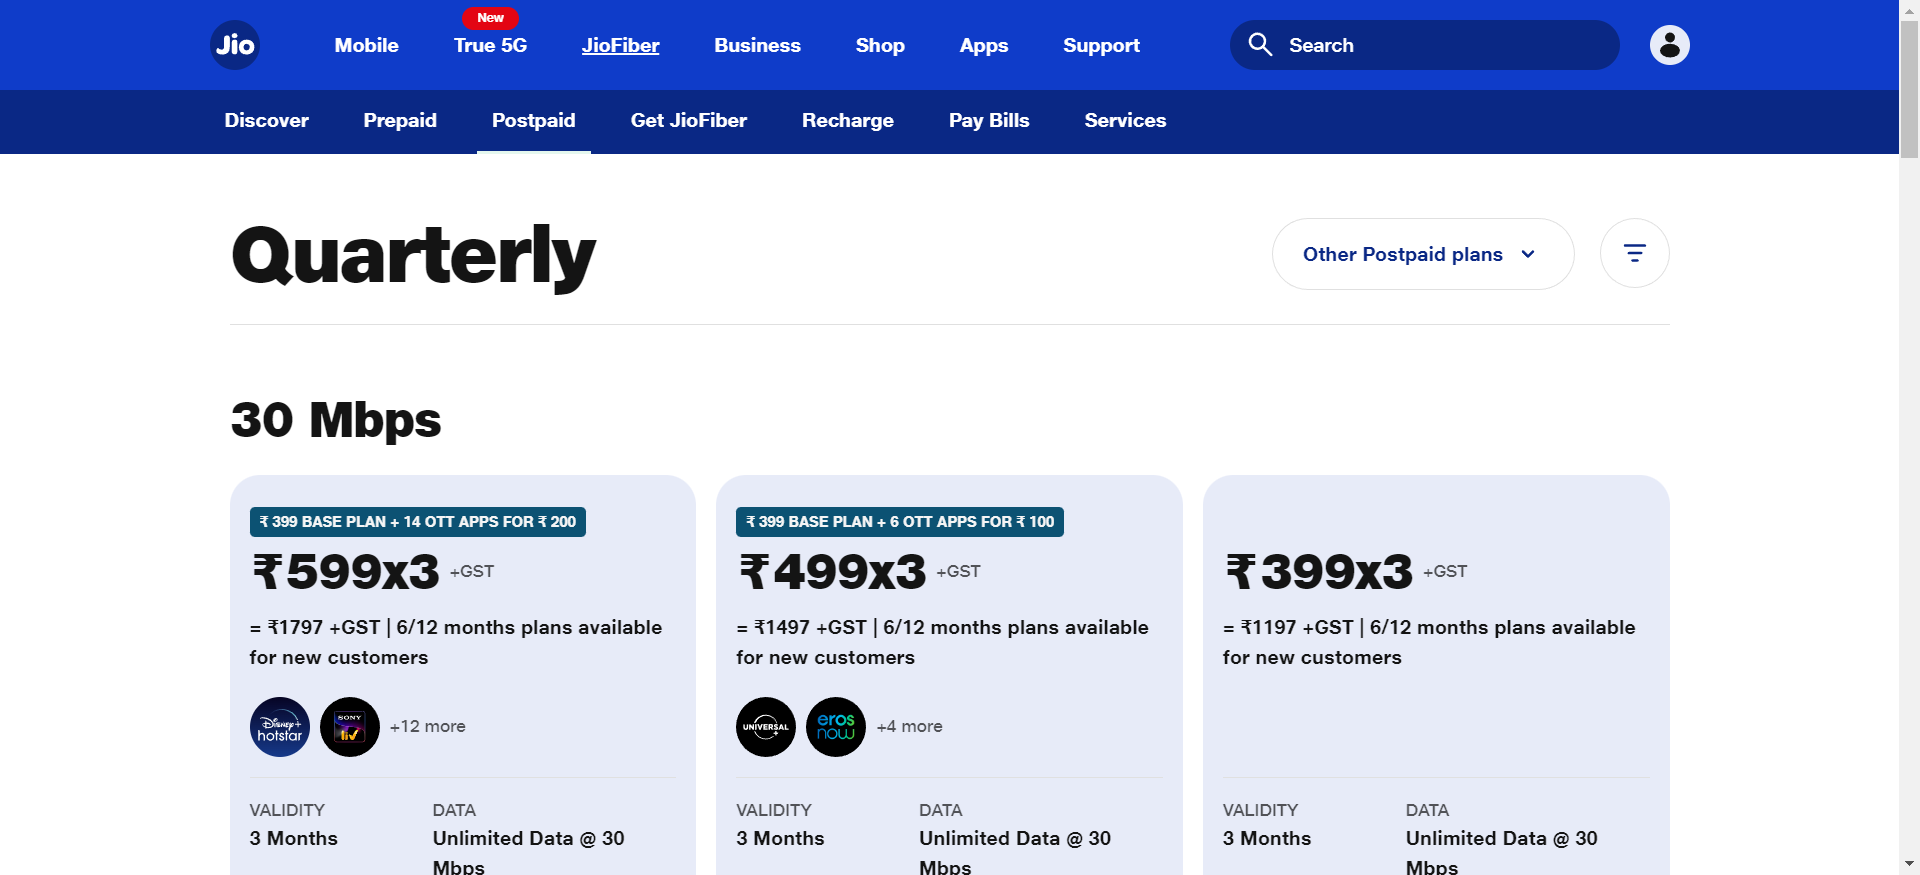 New
Jio
Mobile
True 5G
JioFiber
Business
Shop
Apps
Support
Search
Discover
Prepaid
Postpaid
Get JioFiber
Recharge
Pay Bills
Services
Quarterly
Other Postpaid plans
30 Mbps
₹ 399 BASE PLAN + 14 OTT APPS FOR ₹ 200
₹599x3 +GST
= ₹1797 +GST | 6/12 months plans available
for new customers
Disney+
hotstar
SONY
liv
+12 more
VALIDITY
3 Months
DATA
Unlimited Data @ 30
Mbps
₹ 399 BASE PLAN + 6 OTT APPS FOR ₹ 100
₹499x3 +GST
= ₹1497 +GST | 6/12 months plans available
for new customers
UNIVERSAL+
eros
now
+4 more
VALIDITY
3 Months
DATA
Unlimited Data @ 30
Mbps
₹399x3 +GST
= ₹1197 +GST | 6/12 months plans available
for new customers
VALIDITY
3 Months
DATA
Unlimited Data @ 30
Mbps